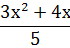 3x² + 4x
5